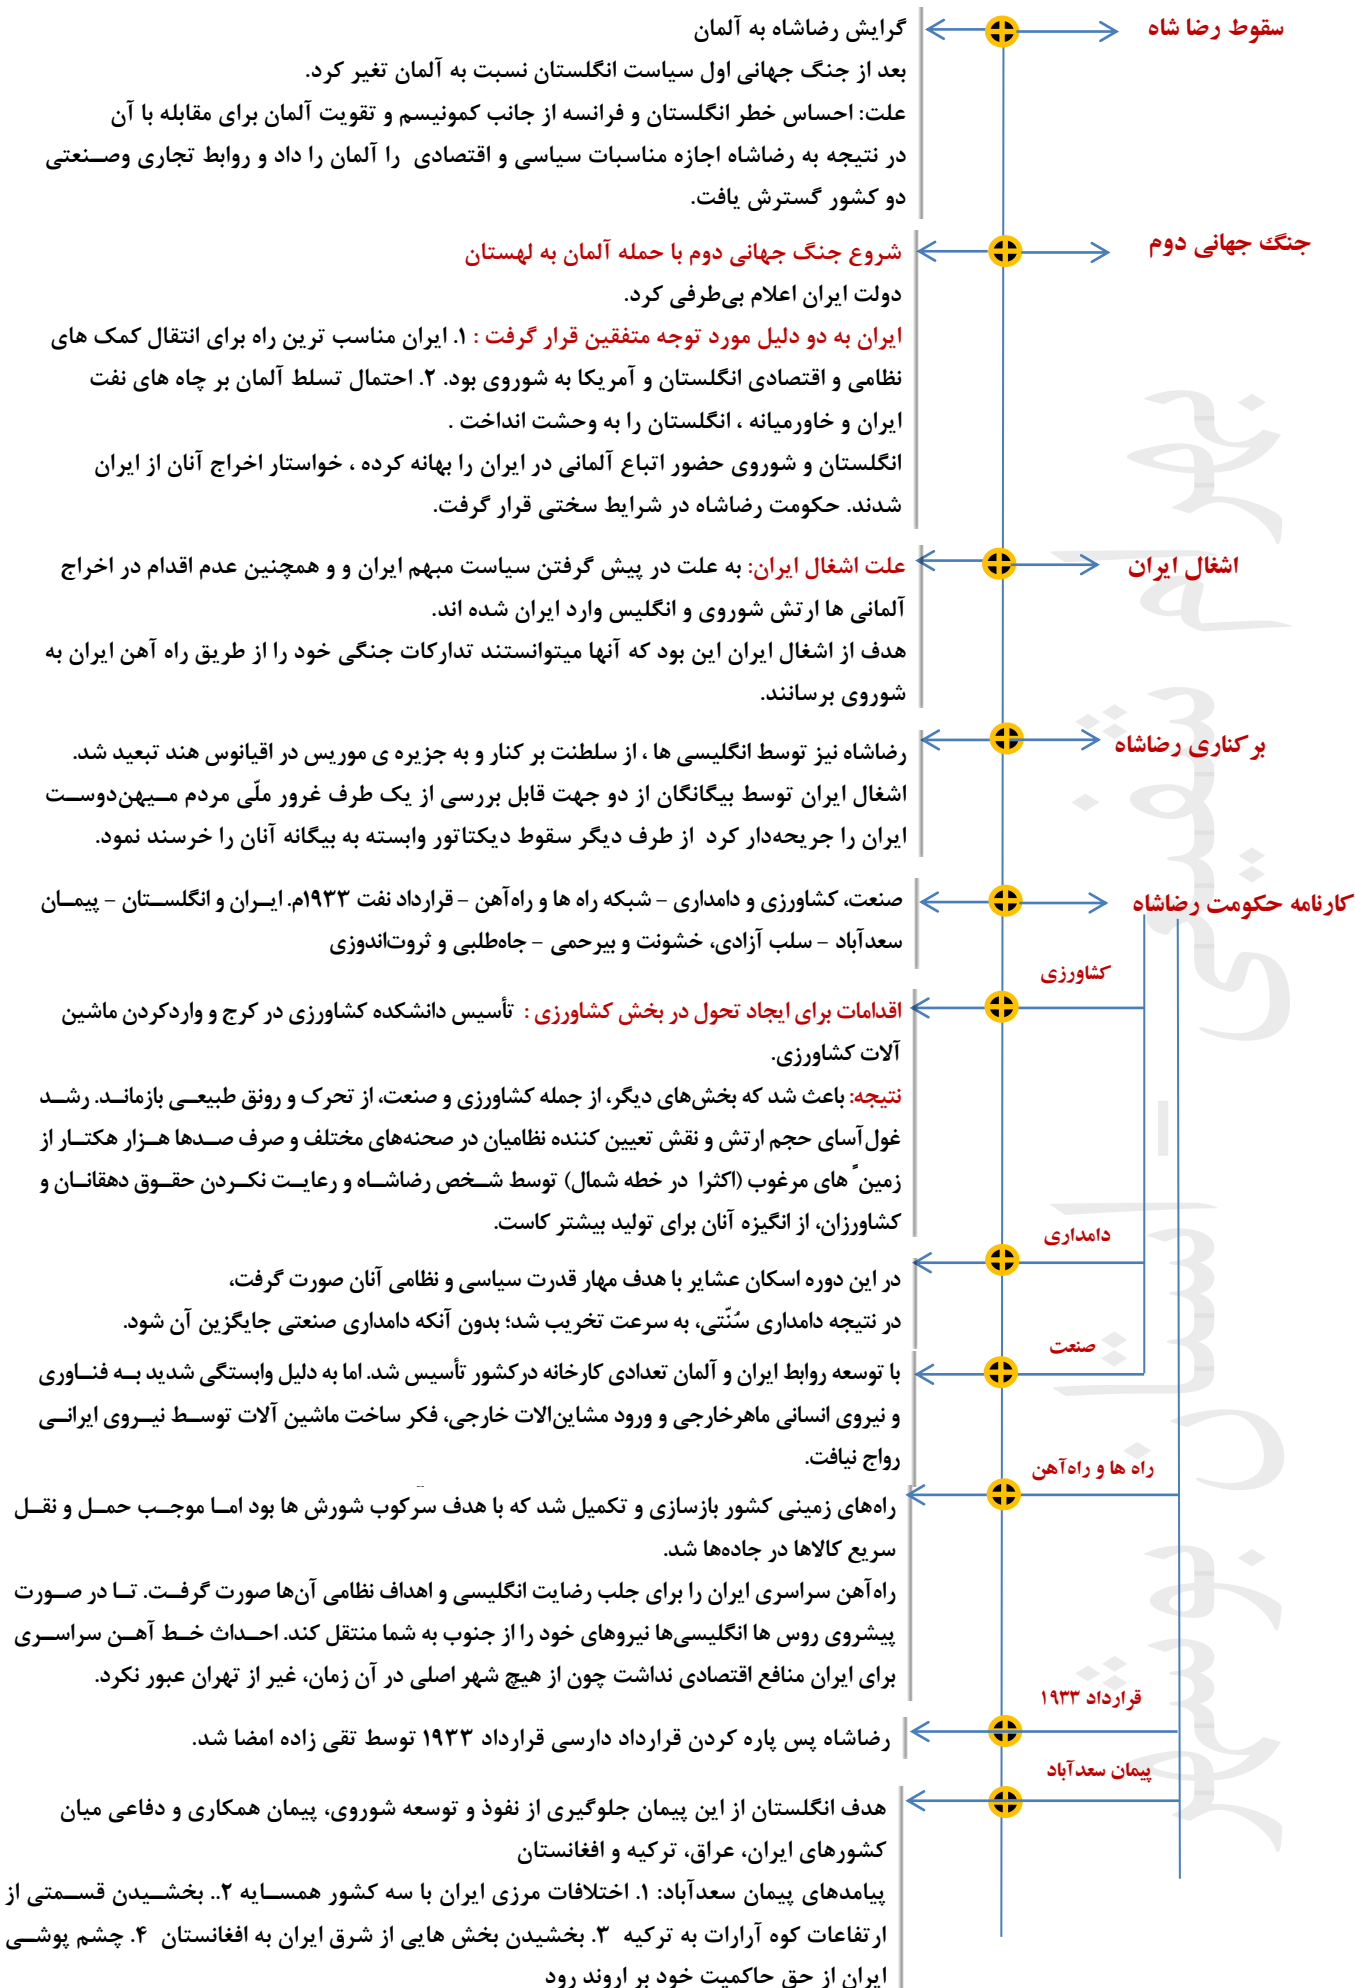 سقوط رضا شاه
گرایش رضاشاه به آلمان
بعد از جنگ جهانی اول سیاست انگلستان نسبت به آلمان تغیر کرد.
علت: احساس خطر انگلستان و فرانسه از جانب کمونیسم و تقویت آلمان برای مقابله با آن
در نتیجه به رضاشاه اجازه مناسبات سیاسی و اقتصادی را آلمان را داد و روابط تجاری وصنعتی
دو کشور گسترش یافت.
جنگ جهانی دوم
شروع جنگ جهانی دوم با حمله آلمان به لهستان
دولت ایران اعلام بی‌طرفی کرد.
ایران به دو دلیل مورد توجه متفقین قرار گرفت : ۱. ایران مناسب ترین راه برای انتقال کمک های
نظامی و اقتصادی انگلستان و آمریکا به شوروی بود. ۲. احتمال تسلط آلمان بر چاه های نفت
ایران و خاورمیانه ، انگلستان را به وحشت انداخت .
انگلستان و شوروی حضور اتباع آلمانی در ایران را بهانه کرده ، خواستار اخراج آنان از ایران
شدند. حکومت رضاشاه در شرایط سختی قرار گرفت.
اشغال ایران
علت اشغال ایران: به علت در پیش گرفتن سیاست مبهم ایران و و همچنین عدم اقدام در اخراج
آلمانی ها ارتش شوروی و انگلیس وارد ایران شده اند.
هدف از اشغال ایران این بود که آنها میتوانستند تدارکات جنگی خود را از طریق راه آهن ایران به
شوروی برسانند.
برکناری رضاشاه
رضاشاه نیز توسط انگلیسی ها ، از سلطنت بر کنار و به جزیره ی موریس در اقیانوس هند تبعید شد.
اشغال ایران توسط بیگانگان از دو جهت قابل بررسی از یک طرف غرور ملّی مردم میهن‌دوست
ایران را جریحه‌دار کرد از طرف دیگر سقوط دیکتاتور وابسته به بیگانه آنان را خرسند نمود.
کارنامه حکومت رضاشاه
صنعت، کشاورزی و دامداری – شبکه راه ها و راه‌آهن – قرارداد نفت ۱۹۳۳م. ایران و انگلستان – پیمان
سعدآباد – سلب آزادی، خشونت و بیرحمی – جاه‌طلبی و ثروت‌اندوزی
کشاورزی
اقدامات برای ایجاد تحول در بخش کشاورزی : تأسیس دانشکده کشاورزی در کرج و واردکردن ماشین
آلات کشاورزی.
نتیجه: باعث شد که بخش‌های دیگر، از جمله کشاورزی و صنعت، از تحرک و رونق طبیعی بازماند. رشد
غول‌آسای حجم ارتش و نقش تعیین کننده نظامیان در صحنه‌های مختلف و صرف صدها هزار هکتار از
زمینً های مرغوب (اکثرا در خطه شمال) توسط شخص رضاشاه و رعایت نکردن حقوق دهقانان و
کشاورزان، از انگیزه آنان برای تولید بیشتر کاست.
دامداری
در این دوره اسکان عشایر با هدف مهار قدرت سیاسی و نظامی آنان صورت گرفت،
در نتیجه دامداری سُنّتی، به سرعت تخریب شد؛ بدون آنکه دامداری صنعتی جایگزین آن شود.
صنعت
با توسعه روابط ایران و آلمان تعدادی کارخانه درکشور تأسیس شد. اما به دلیل وابستگی شدید به فناوری
و نیروی انسانی ماهرخارجی و ورود مشاین‌الات خارجی، فکر ساخت ماشین آلات توسط نیروی ایرانی
رواج نیافت.
راه ها و راه‌آهن
راه‌های زمینی کشور بازسازی و تکمیل شد که با هدف سرکوب شورش ها بود اما موجب حمل و نقل
سریع کالاها در جاده‌ها شد.
راه‌آهن سراسری ایران را برای جلب رضایت انگلیسی و اهداف نظامی آن‌ها صورت گرفت. تا در صورت
پیشروی روس ها انگلیسی‌ها نیروهای خود را از جنوب به شما منتقل کند. احداث خط آهن سراسری
برای ایران منافع اقتصادی نداشت چون از هیچ شهر اصلی در آن زمان، غیر از تهران عبور نکرد.
قرارداد ۱۹۳۳
رضاشاه پس پاره کردن قرارداد دارسی قرارداد ۱۹۳۳ توسط تقی زاده امضا شد.
پیمان سعدآباد
هدف انگلستان از این پیمان جلوگیری از نفوذ و توسعه شوروی، پیمان همکاری و دفاعی میان
کشورهای ایران، عراق، ترکیه و افغانستان
پیامدهای پیمان سعدآباد: ۱. اختلافات مرزی ایران با سه کشور همسایه ۲.. بخشیدن قسمتی از
ارتفاعات کوه آرارات به ترکیه ۳. بخشیدن بخش هایی از شرق ایران به افغانستان ۴. چشم پوشی
ایران از حق حاکمیت خود بر اروند رود